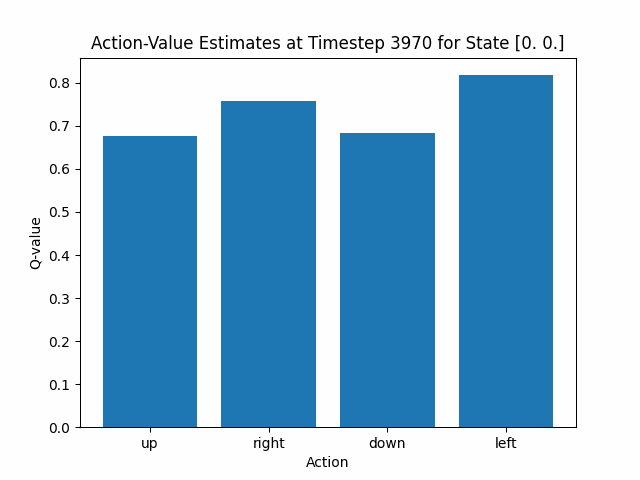 Action-Value Estimates at Timestep 3970 for State [0. 0.]
0.8
0.7
0.6
0.5
0.4
0.3
0.2
0.1
0.0
Q-value
up right down left
Action